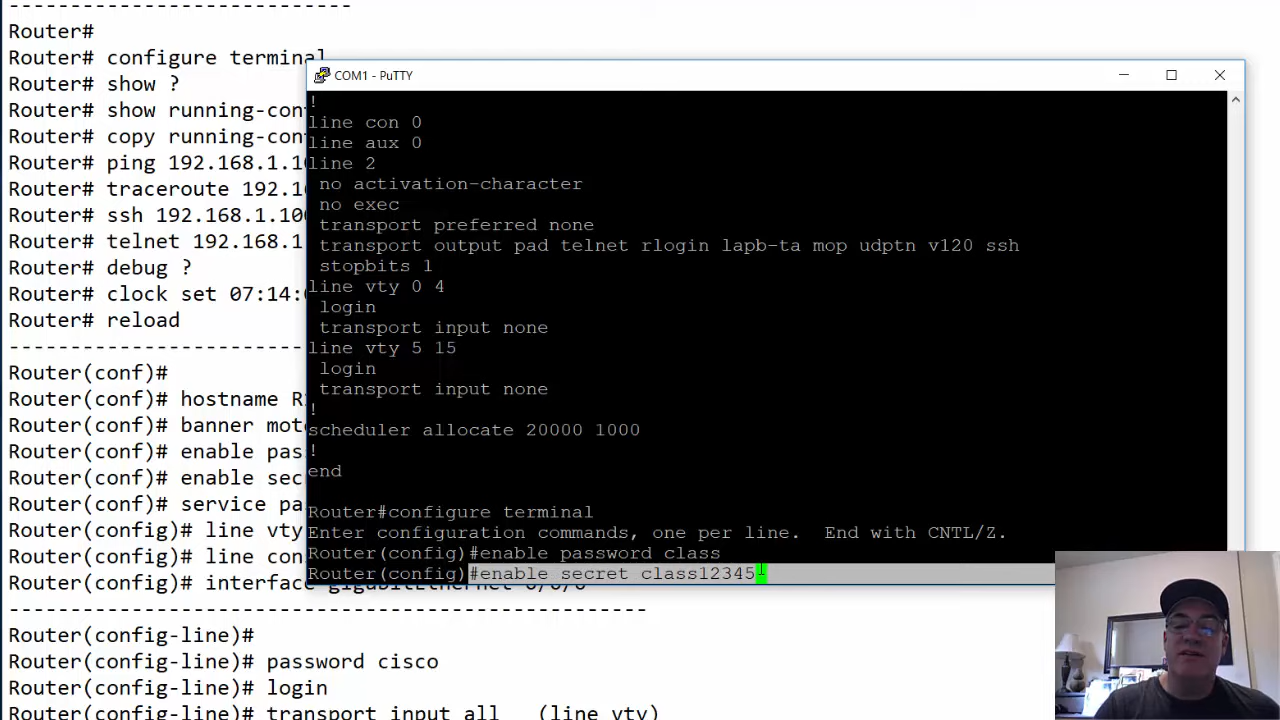 Router#
Router# configure terminal
Router# show ?
Router# show running-conf
Router# copy running-conf
Router# ping 192.168.1.10
Router# traceroute 192.1
Router# ssh 192.168.1.100
Router# telnet 192.168.1
Router# debug ?
Router# clock set 07:14:
Router# reload
Router(conf)#
Router(conf)# hostname R
Router(conf)# banner mot
Router(conf)# enable pas
Router(conf)# enable sec
Router(conf)# service pa
Router(config)# line vty
Router(config)# line con
Router(config)# interface gigabitEthernet 0/0/0
Router(config-line)#
Router(config-line)# password cisco
Router(config-line)# login
Router(config-line)# transport input all (line vty)
COM1 - PuTTY
!
line con 0
line aux 0
line 2
no activation-character
no exec
transport preferred none
transport output pad telnet rlogin lapb-ta mop udptn v120 ssh
stopbits 1
line vty 0 4
login
transport input none
line vty 5 15
login
transport input none
!
scheduler allocate 20000 1000
!
end
Router#configure terminal
Enter configuration commands, one per line. End with CNTL/Z.
Router(config)#enable password class
Router(config)#enable secret class12345